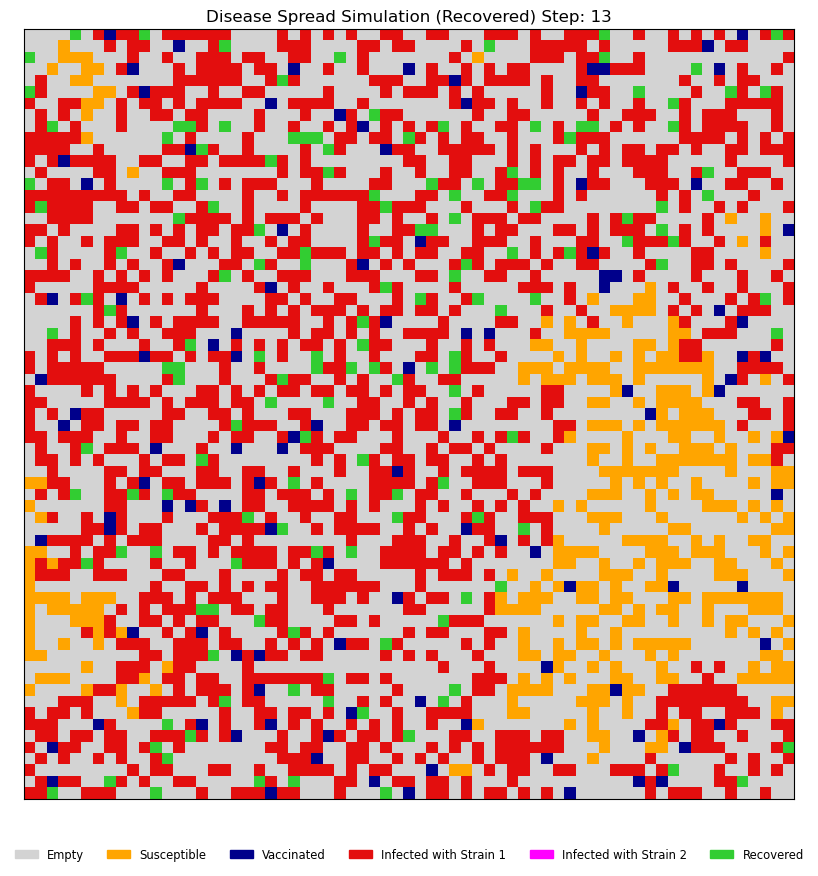 Disease Spread Simulation (Recovered) Step: 13
Empty Susceptible Vaccinated Infected with Strain 1 Infected with Strain 2 Recovered